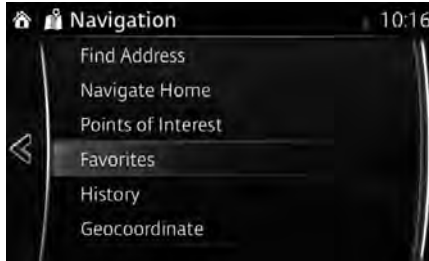 Navigation 10:16
Find Address
Navigate Home
Points of Interest
Favorites
History
Geocoordinate